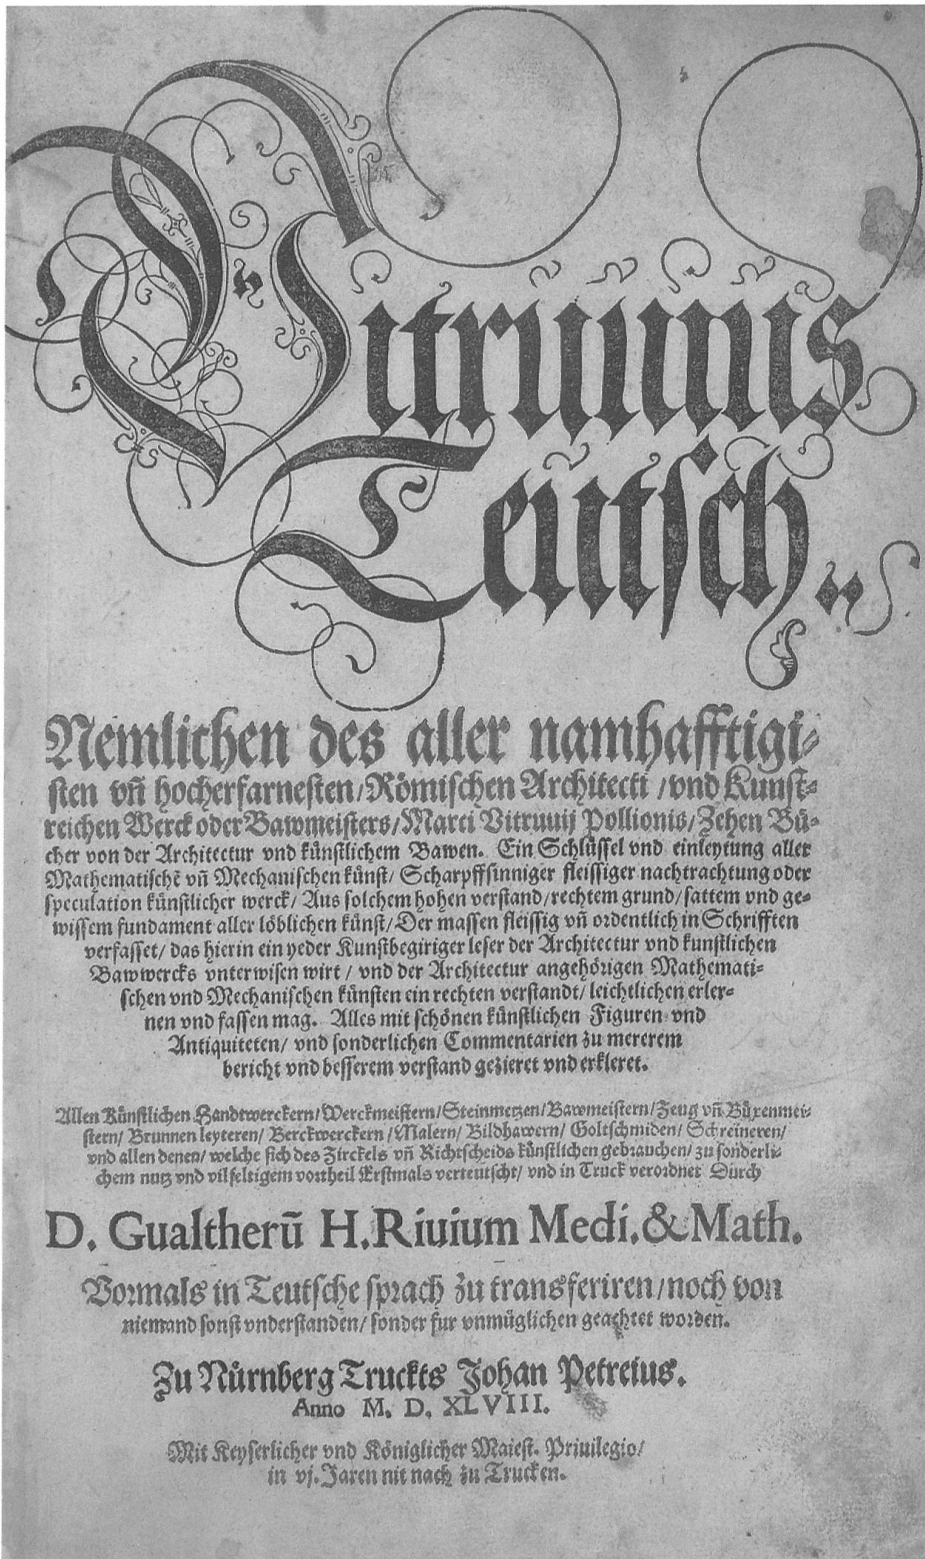 Vitruuius
Teutsch.
Nemlichen des aller namhafftigi-
sten vñ hocherfarnesten/Römischen Architecti/vnd Kunst-
reichen Werck oder Bawmeisters/Marci Vitruuij Pollionis/Zehen Bü-
cher von der Architectur vnd künstlichem Bawen. Ein Schlüssel vnd einleytung aller
Mathematischẽ vñ Mechanischen künst/Scharpffsinniger fleissiger nachtrachtung oder
speculation künstlicher werck/Aus solchem hohen verstand/rechtem grund/sattem vnd ge-
wissem fundament aller löblichen künst/Der massen fleissig vñ ordentlich in Schrifften
verfasset/das hierin ein yeder Kunstbegiriger leser der Architectur vnd kunstlichen
Bawwercks vnterwisen wirt/vnd der Architectur angehörigen Mathemati-
schen vnd Mechanischen künsten ein rechten verstandt/leichtlichen erler-
nen vnd fassen mag. Alles mit schönen künstlichen Figuren vnd
Antiquiteten/vnd sonderlichen Commentarien zu mererem
bericht vnd besserem verstand gezieret vnd erkleret.
Allen Künstlichen Handtwerckern/Werckmeistern/Steinmetzen/Bawmeistern/Zeug vñ Büxenmei-
stern/Brunnen leyteren/Berckwerckern/Malern/Bildhawern/Goltschmiden/Schreineren/
vnd allen denen/welche sich des Zirckels vñ Richtscheids künstlichen gebrauchen/zu sonderli-
chem nutz vnd vilfeltigem vortheil Erstmals verteutscht/vnd in Truck verordnet Durch
D. Gualtherū H.Riuium Medi.&Math.
Vormals in Teutsche sprach zu transferiren/noch von
niemand sonst vnderstanden/sonder fur vnmüglichen geachtet worden.
Zu Nürnberg Truckts Johan Petreius.
Anno M. D. XLVIII.
Mit Keyserlicher vnd Königlicher Maiest. Priuilegio/
in vj. Jaren nit nach zu Trucken.